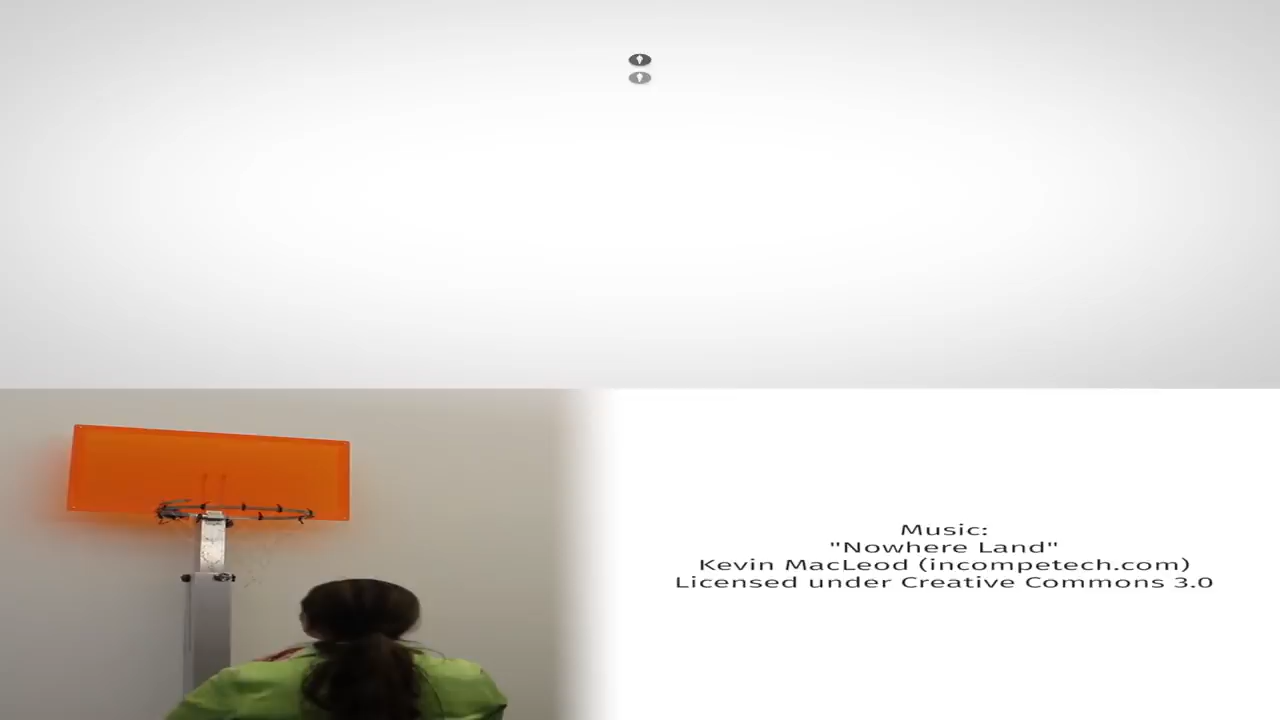 Music:
"Nowhere Land"
Kevin MacLeod (incompetech.com)
Licensed under Creative Commons 3.0